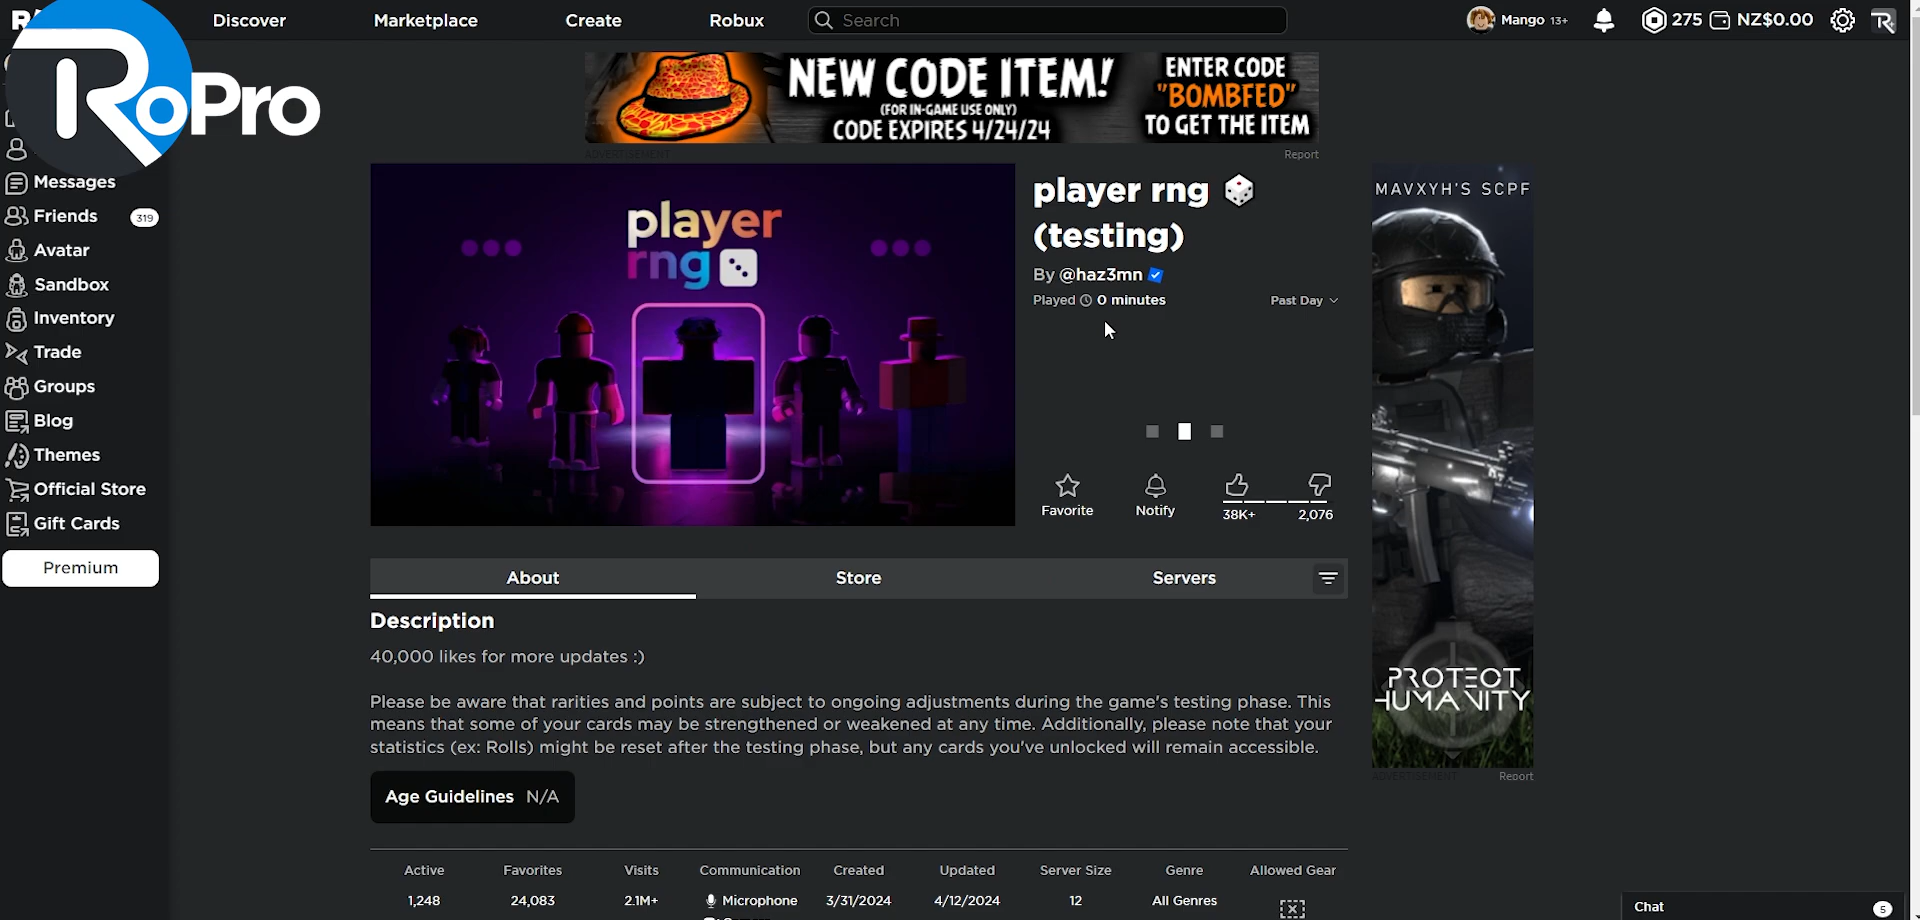 Discover
Marketplace
Create
Robux
Search
Mango 13+
275
NZ$0.00
RoPro
NEW CODE ITEM!
(FOR IN-GAME USE ONLY)
CODE EXPIRES 4/24/24
ENTER CODE
"BOMBFED"
TO GET THE ITEM
ADVERTISEMENT
Report
Messages
Friends 319
Avatar
Sandbox
Inventory
Trade
Groups
Blog
Themes
Official Store
Gift Cards
Premium
player
rng
player rng
(testing)
By @haz3mn
Played 0 minutes
Past Day
Favorite
Notify
38K+
2,076
MAVXYH'S SCPF
PROTECT
HUMANITY
ADVERTISEMENT
Report
About
Store
Servers
Description
40,000 likes for more updates :)
Please be aware that rarities and points are subject to ongoing adjustments during the game's testing phase. This
means that some of your cards may be strengthened or weakened at any time. Additionally, please note that your
statistics (ex: Rolls) might be reset after the testing phase, but any cards you've unlocked will remain accessible.
Age Guidelines N/A
Active Favorites Visits Communication Created Updated Server Size Genre Allowed Gear
1,248 24,083 2.1M+ Microphone 3/31/2024 4/12/2024 12 All Genres
Chat 5